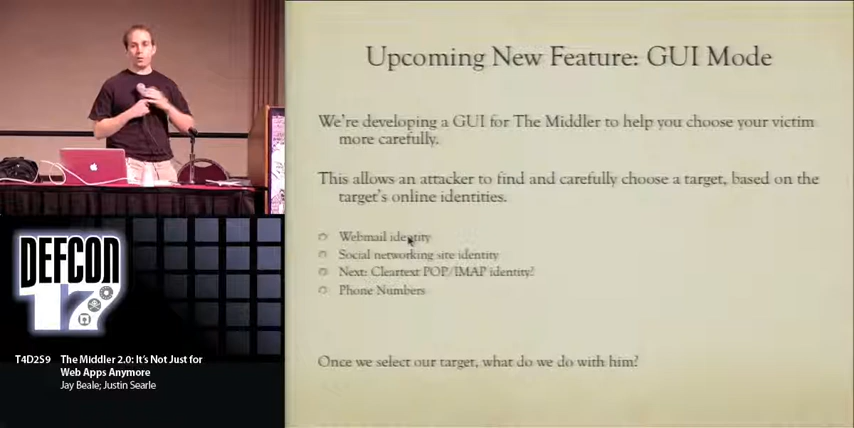 Upcoming New Feature: GUI Mode
We're developing a GUI for The Middler to help you choose your victim
more carefully.
This allows an attacker to find and carefully choose a target, based on the
target's online identities.
Webmail identity
Social networking site identity
Next: Cleartext POP/IMAP identity?
Phone Numbers
Once we select our target, what do we do with him?
DEFCON
17
T4D2S9 The Middler 2.0: It's Not Just for
Web Apps Anymore
Jay Beale; Justin Searle